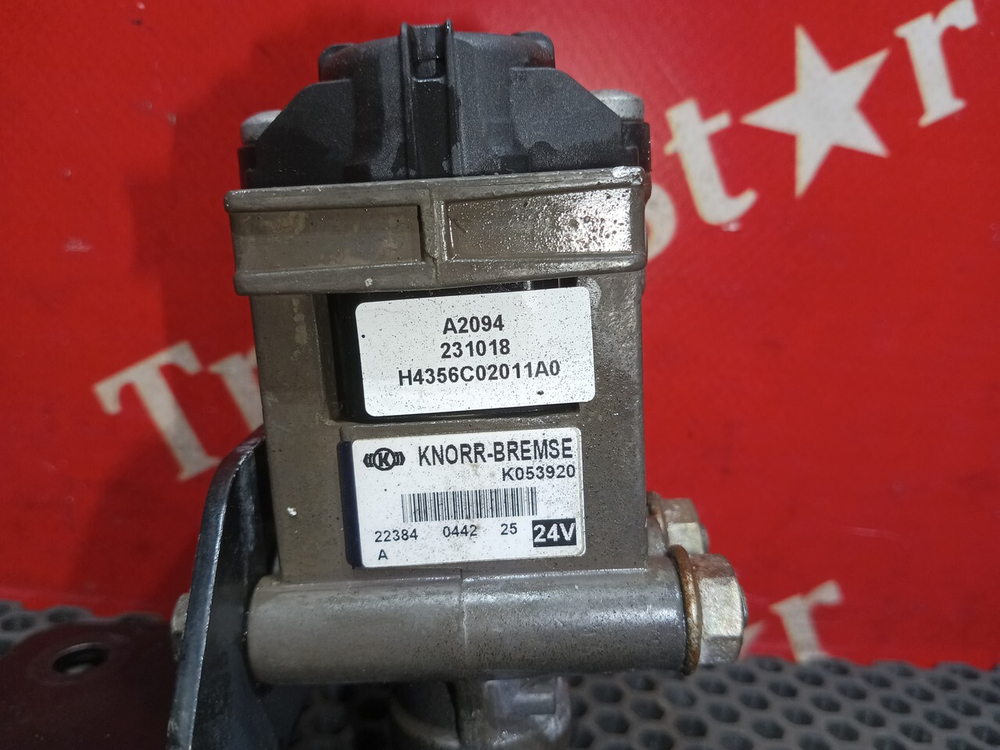 A2094
231018
H4356C02011A0
K KNORR-BREMSE
K053920
22384 0442 25 24V
A